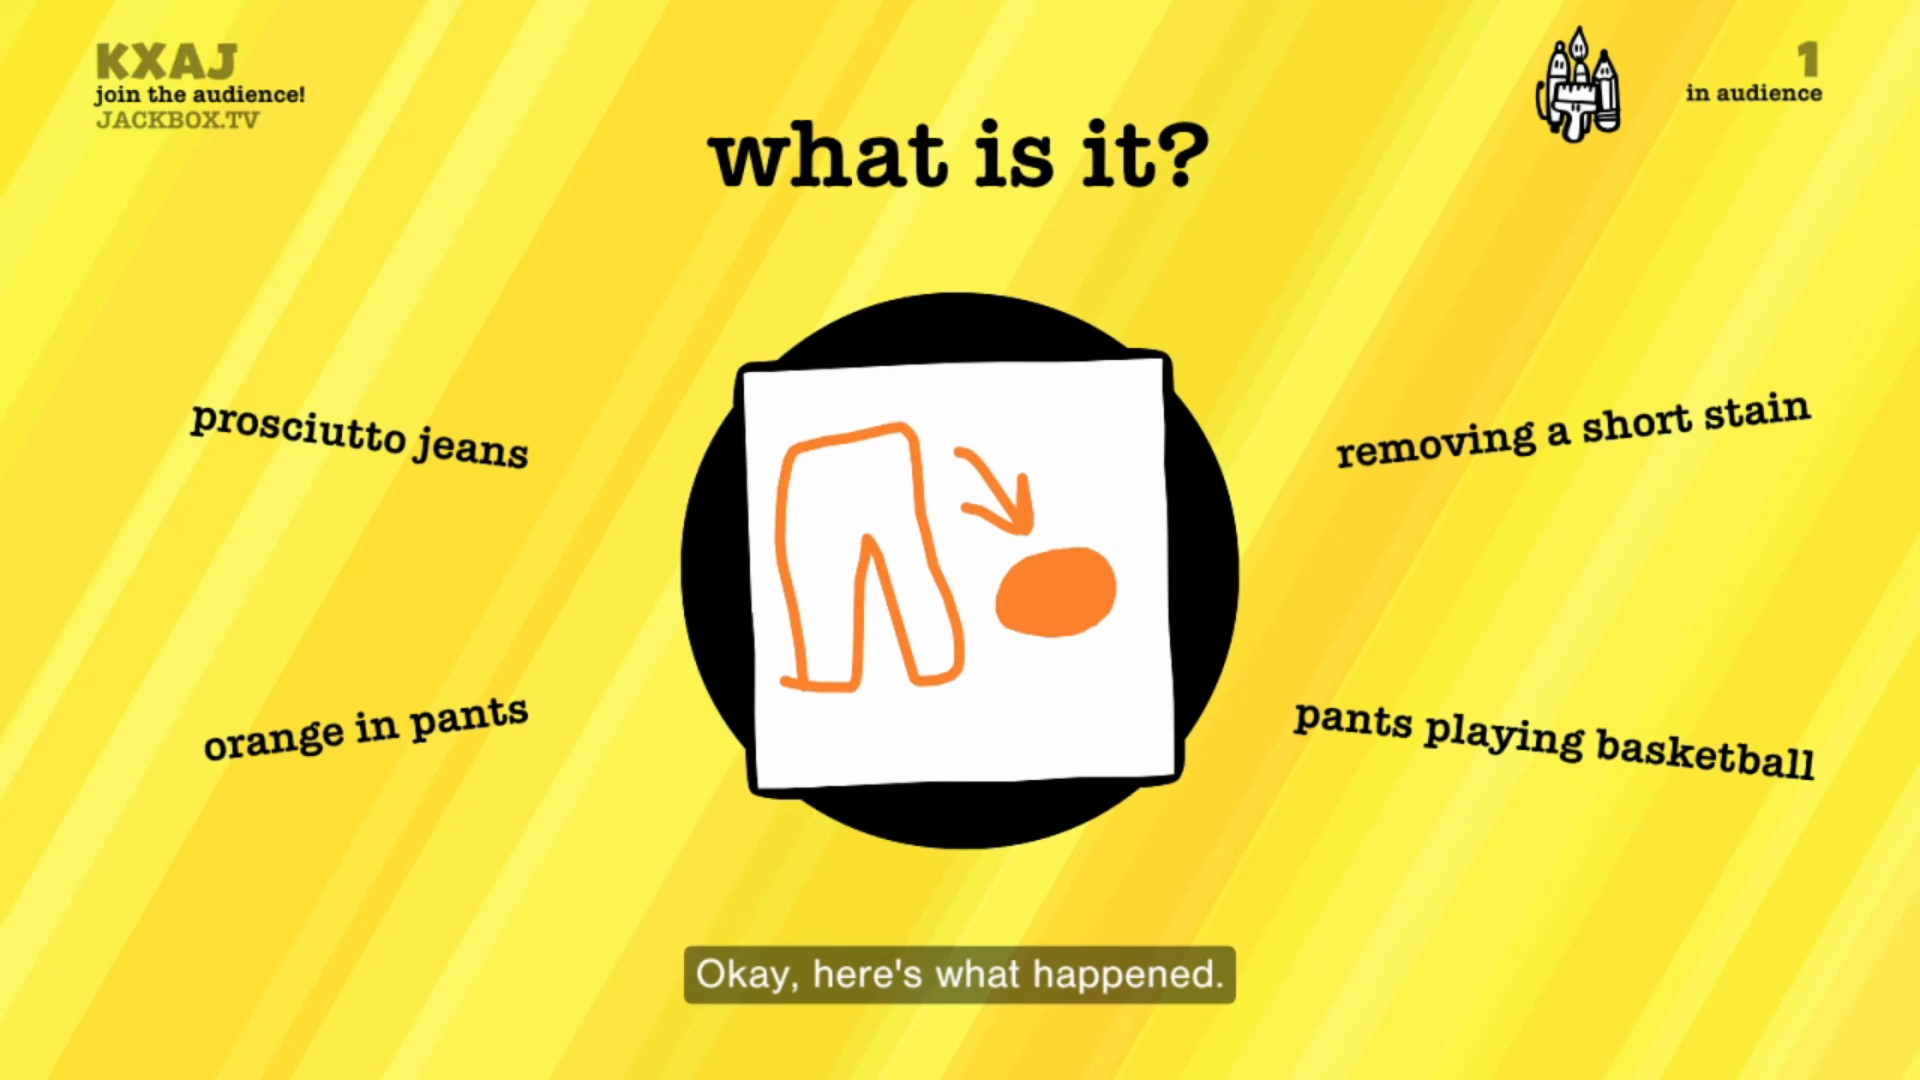 KXAJ
join the audience!
JACKBOX.TV
1
in audience
what is it?
prosciutto jeans
removing a short stain
orange in pants
pants playing basketball
Okay, here's what happened.